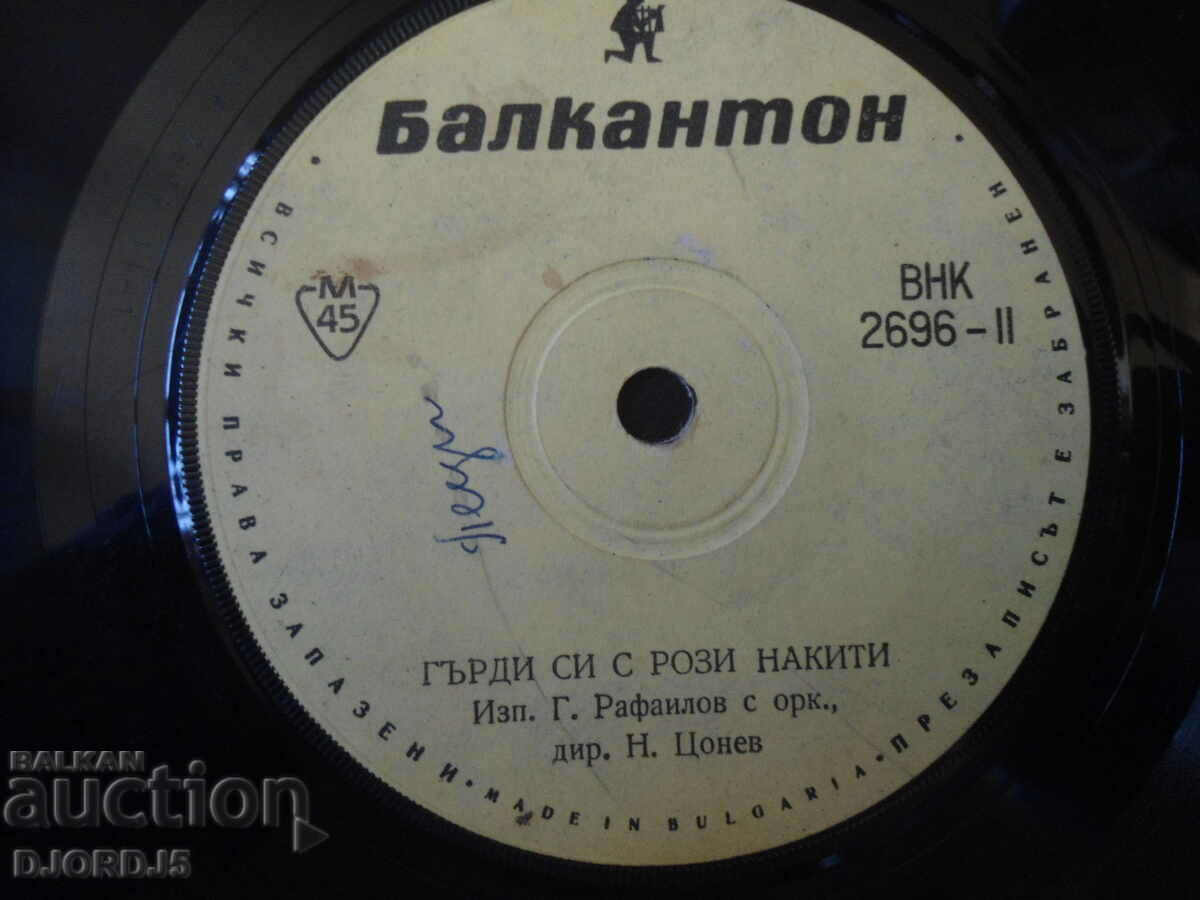 Балкантон
М
45
ВНК
2696-II
ГЪРДИ СИ С РОЗИ НАКИТИ
Изп. Г. Рафаилов с орк.,
дир. Н. Цонев
• ВСИЧКИ ПРАВА ЗАПАЗЕНИ • MADE IN BULGARIA • ПРЕЗАПИСЪТ Е ЗАБРАНЕН •
BALKAN
auction
DJORDJ5